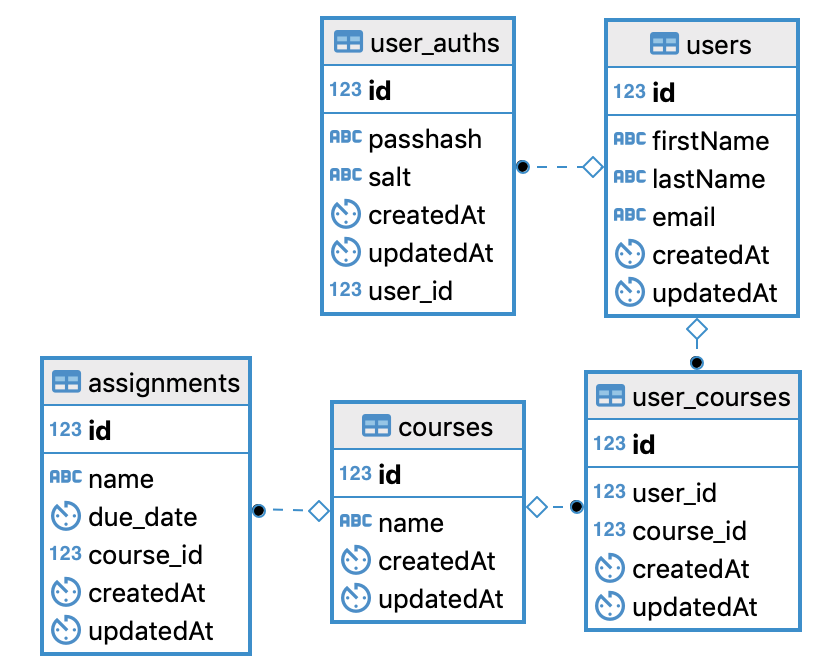 user_auths
123 id
ABC passhash
ABC salt
createdAt
updatedAt
123 user_id
users
123 id
ABC firstName
ABC lastName
ABC email
createdAt
updatedAt
assignments
123 id
ABC name
due_date
123 course_id
createdAt
updatedAt
courses
123 id
ABC name
createdAt
updatedAt
user_courses
123 id
123 user_id
123 course_id
createdAt
updatedAt